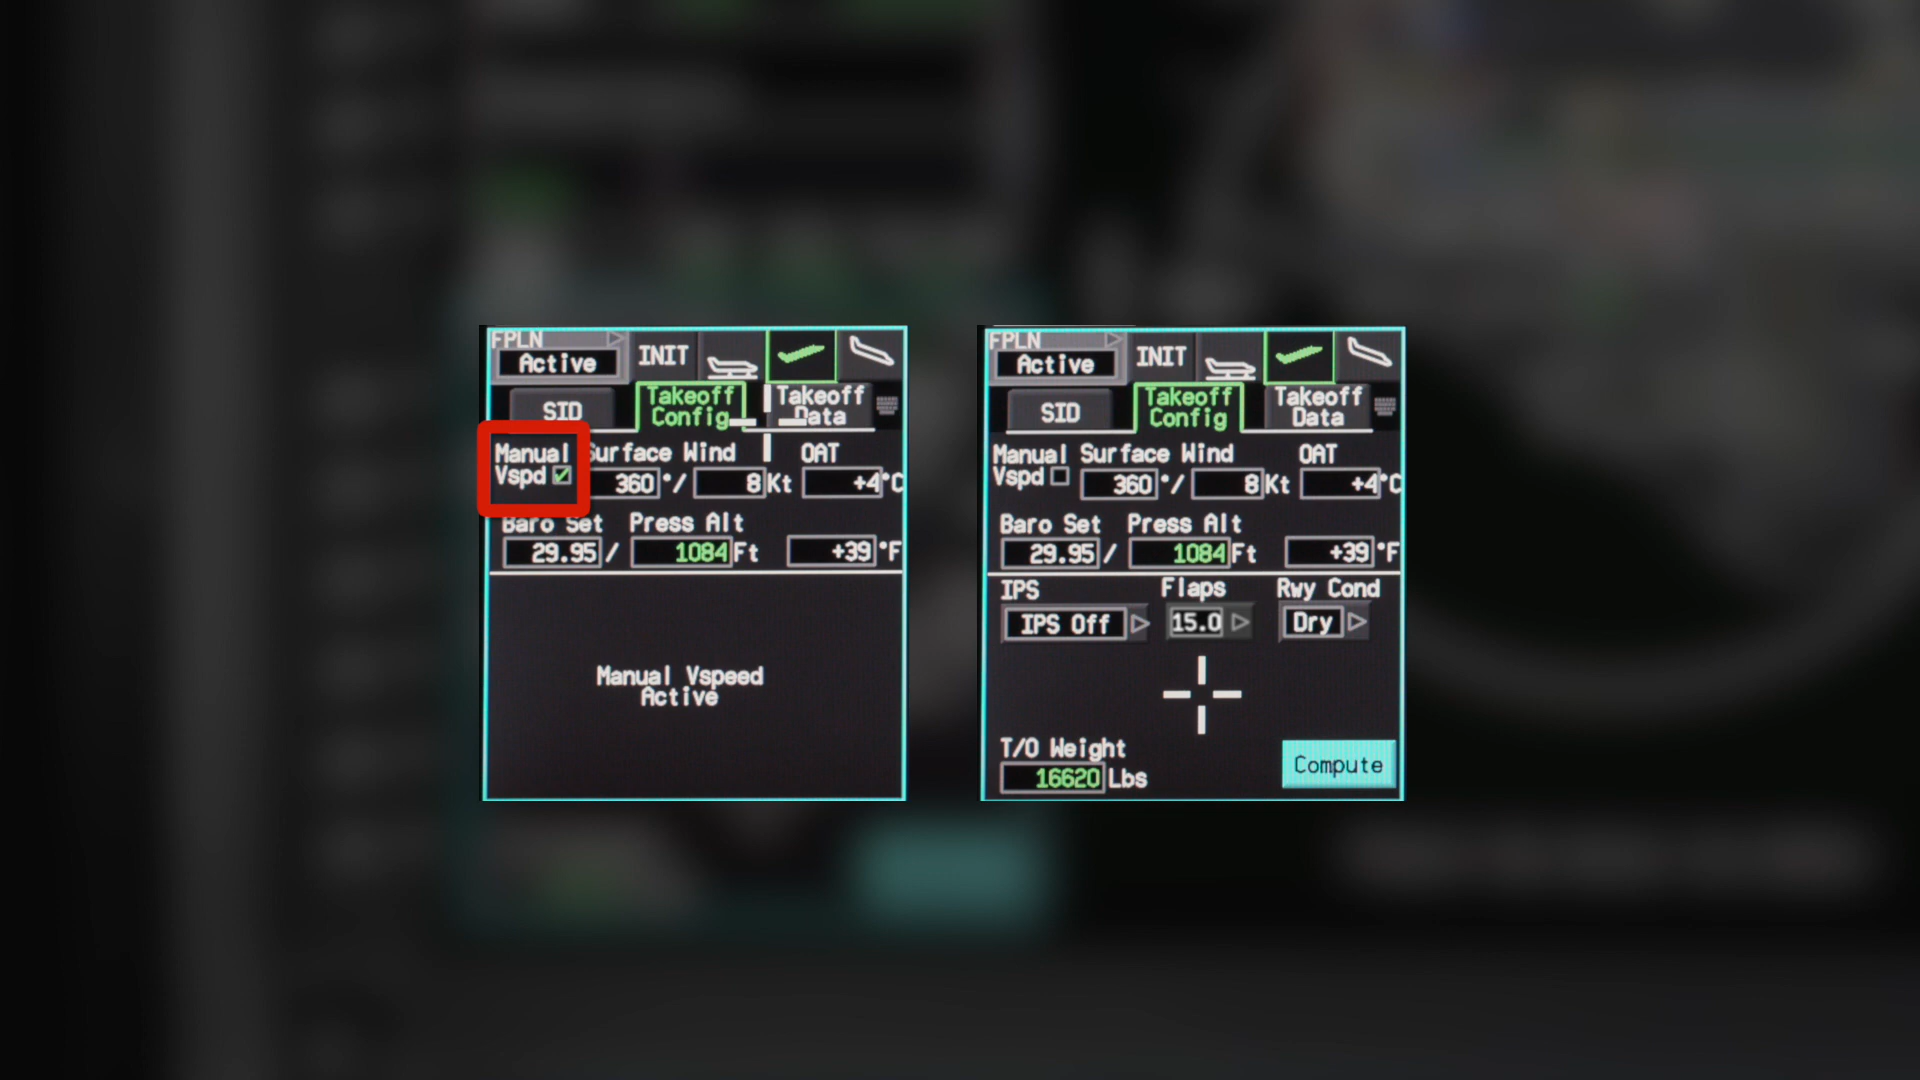 FPLN
Active
INIT
SID
Takeoff
Config
Takeoff
Data
Manual
Vspd
Surface Wind
OAT
360°/ 8 Kt +4°C
Baro Set
Press Alt
29.95 / 1084 Ft +39 °F
Manual Vspeed
Active
FPLN
Active
INIT
SID
Takeoff
Config
Takeoff
Data
Manual
Vspd
Surface Wind
OAT
360°/ 8 Kt +4°C
Baro Set
Press Alt
29.95 / 1084 Ft +39 °F
IPS
Flaps
Rwy Cond
IPS Off
15.0
Dry
T/O Weight
16620 Lbs
Compute